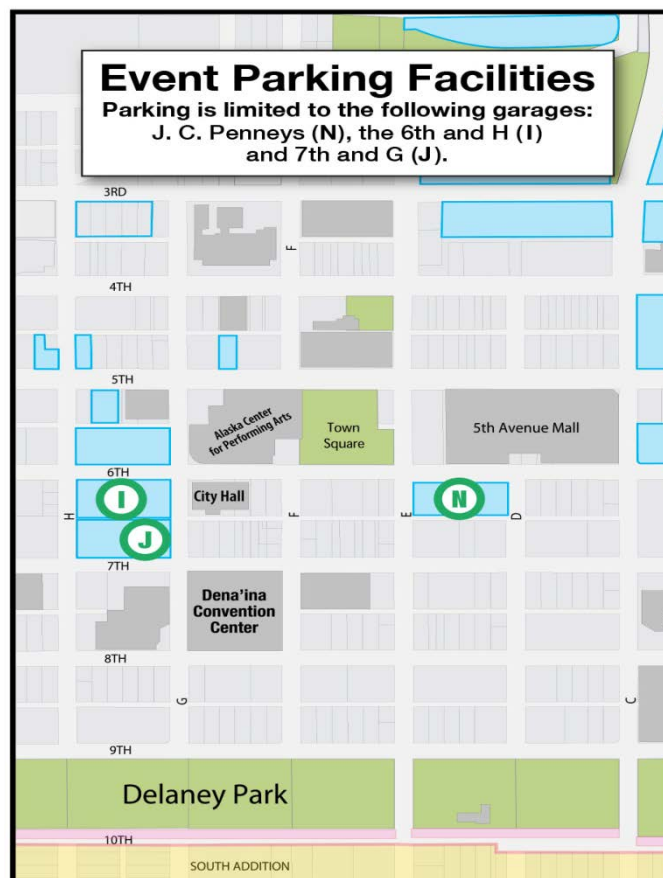 Event Parking Facilities
Parking is limited to the following garages:
J. C. Penneys (N), the 6th and H (I)
and 7th and G (J).
3RD
F
4TH
5TH
Alaska Center
for Performing Arts
Town
Square
5th Avenue Mall
6TH
I
City Hall
N
H
F
E
D
J
7TH
Dena'ina
Convention
Center
8TH
G
C
9TH
Delaney Park
10TH
SOUTH ADDITION